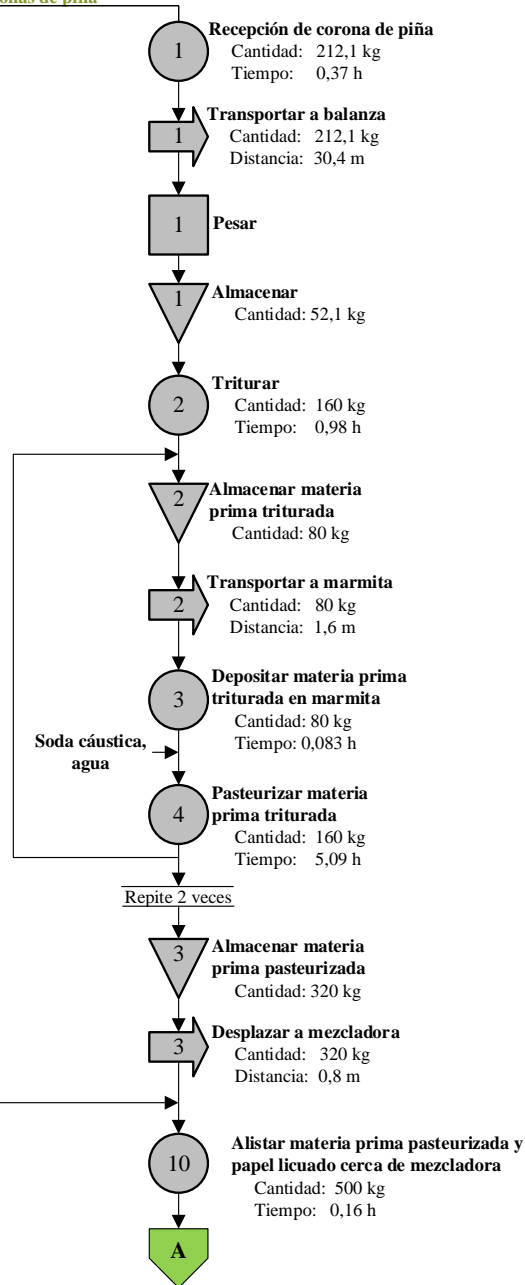 onas de piña
1
Recepción de corona de piña
Cantidad: 212,1 kg
Tiempo: 0,37 h
1
Transportar a balanza
Cantidad: 212,1 kg
Distancia: 30,4 m
1
Pesar
1
Almacenar
Cantidad: 52,1 kg
2
Triturar
Cantidad: 160 kg
Tiempo: 0,98 h
2
Almacenar materia
prima triturada
Cantidad: 80 kg
2
Transportar a marmita
Cantidad: 80 kg
Distancia: 1,6 m
3
Depositar materia prima
triturada en marmita
Cantidad: 80 kg
Tiempo: 0,083 h
Soda cáustica,
agua
4
Pasteurizar materia
prima triturada
Cantidad: 160 kg
Tiempo: 5,09 h
Repite 2 veces
3
Almacenar materia
prima pasteurizada
Cantidad: 320 kg
3
Desplazar a mezcladora
Cantidad: 320 kg
Distancia: 0,8 m
10
Alistar materia prima pasteurizada y
papel licuado cerca de mezcladora
Cantidad: 500 kg
Tiempo: 0,16 h
A